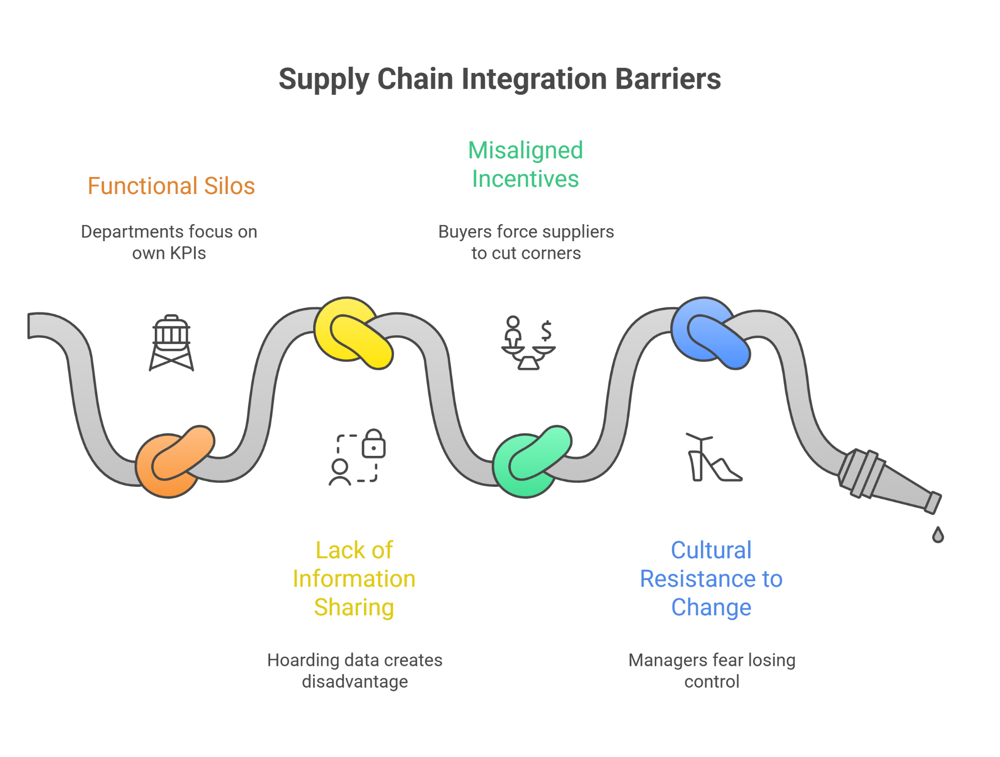 Supply Chain Integration Barriers
Functional Silos
Departments focus on
own KPIs
Misaligned
Incentives
Buyers force suppliers
to cut corners
$
Lack of
Information
Sharing
Hoarding data creates
disadvantage
Cultural
Resistance to
Change
Managers fear losing
control